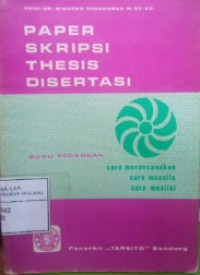 PROF. DR. WINARNO SURAKHMAD M.SC.ED.
PAPER
SKRIPSI
THESIS
DISERTASI
BUKU PEGANGAN
cara merencanakan
cara menulis
cara menilai
Penerbit „TARSITO" Bandung